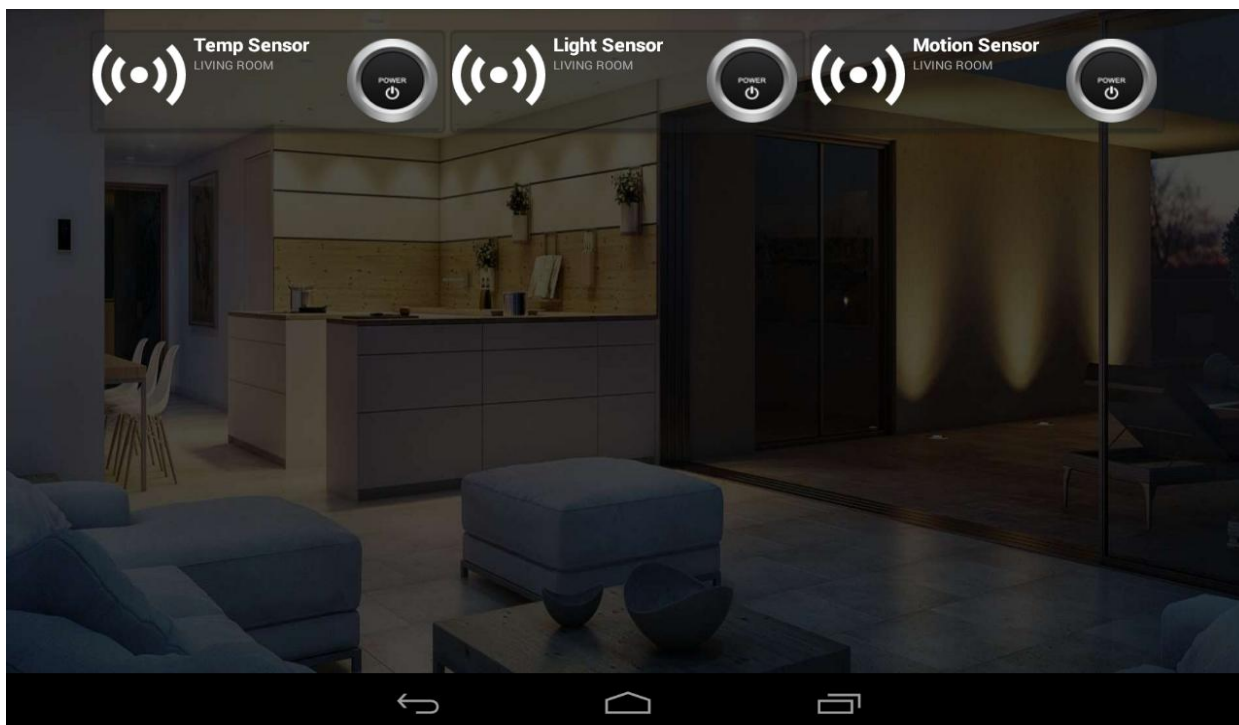 Temp Sensor
LIVING ROOM
POWER
Light Sensor
LIVING ROOM
POWER
Motion Sensor
LIVING ROOM
POWER